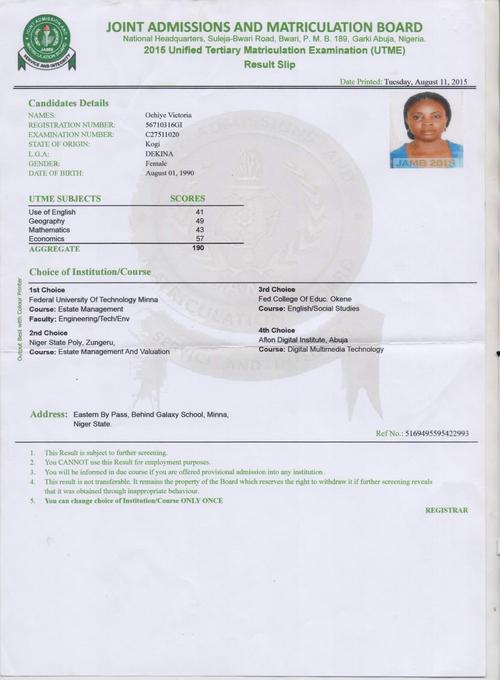 JOINT ADMISSIONS AND MATRICULATION BOARD
National Headquarters, Suleja-Bwari Road, Bwari, P. M. B. 189, Garki Abuja, Nigeria.
2015 Unified Tertiary Matriculation Examination (UTME)
Result Slip
Date Printed: Tuesday, August 11, 2015
Candidates Details
NAMES: Ochiye Victoria
REGISTRATION NUMBER: 56710316GI
EXAMINATION NUMBER: C27511020
STATE OF ORIGIN: Kogi
L.G.A: DEKINA
GENDER: Female
DATE OF BIRTH: August 01, 1990
JAMB 2015
UTME SUBJECTS SCORES
Use of English 41
Geography 49
Mathematics 43
Economics 57
AGGREGATE 190
Choice of Institution/Course
1st Choice
Federal University Of Technology Minna
Course: Estate Management
Faculty: Engineering/Tech/Env
2nd Choice
Niger State Poly, Zungeru,
Course: Estate Management And Valuation
3rd Choice
Fed College Of Educ. Okene
Course: English/Social Studies
4th Choice
Aflon Digital Institute, Abuja
Course: Digital Multimedia Technology
Output Best with Colour Printer
Address: Eastern By Pass, Behind Galaxy School, Minna,
Niger State.
Ref No.: 5169495595422993
1. This Result is subject to further screening.
2. You CANNOT use this Result for employment purposes.
3. You will be informed in due course if you are offered provisional admission into any institution.
4. This result is not transferable. It remains the property of the Board which reserves the right to withdraw it if further screening reveals
that it was obtained through inappropriate behaviour.
5. You can change choice of Institution/Course ONLY ONCE
REGISTRAR